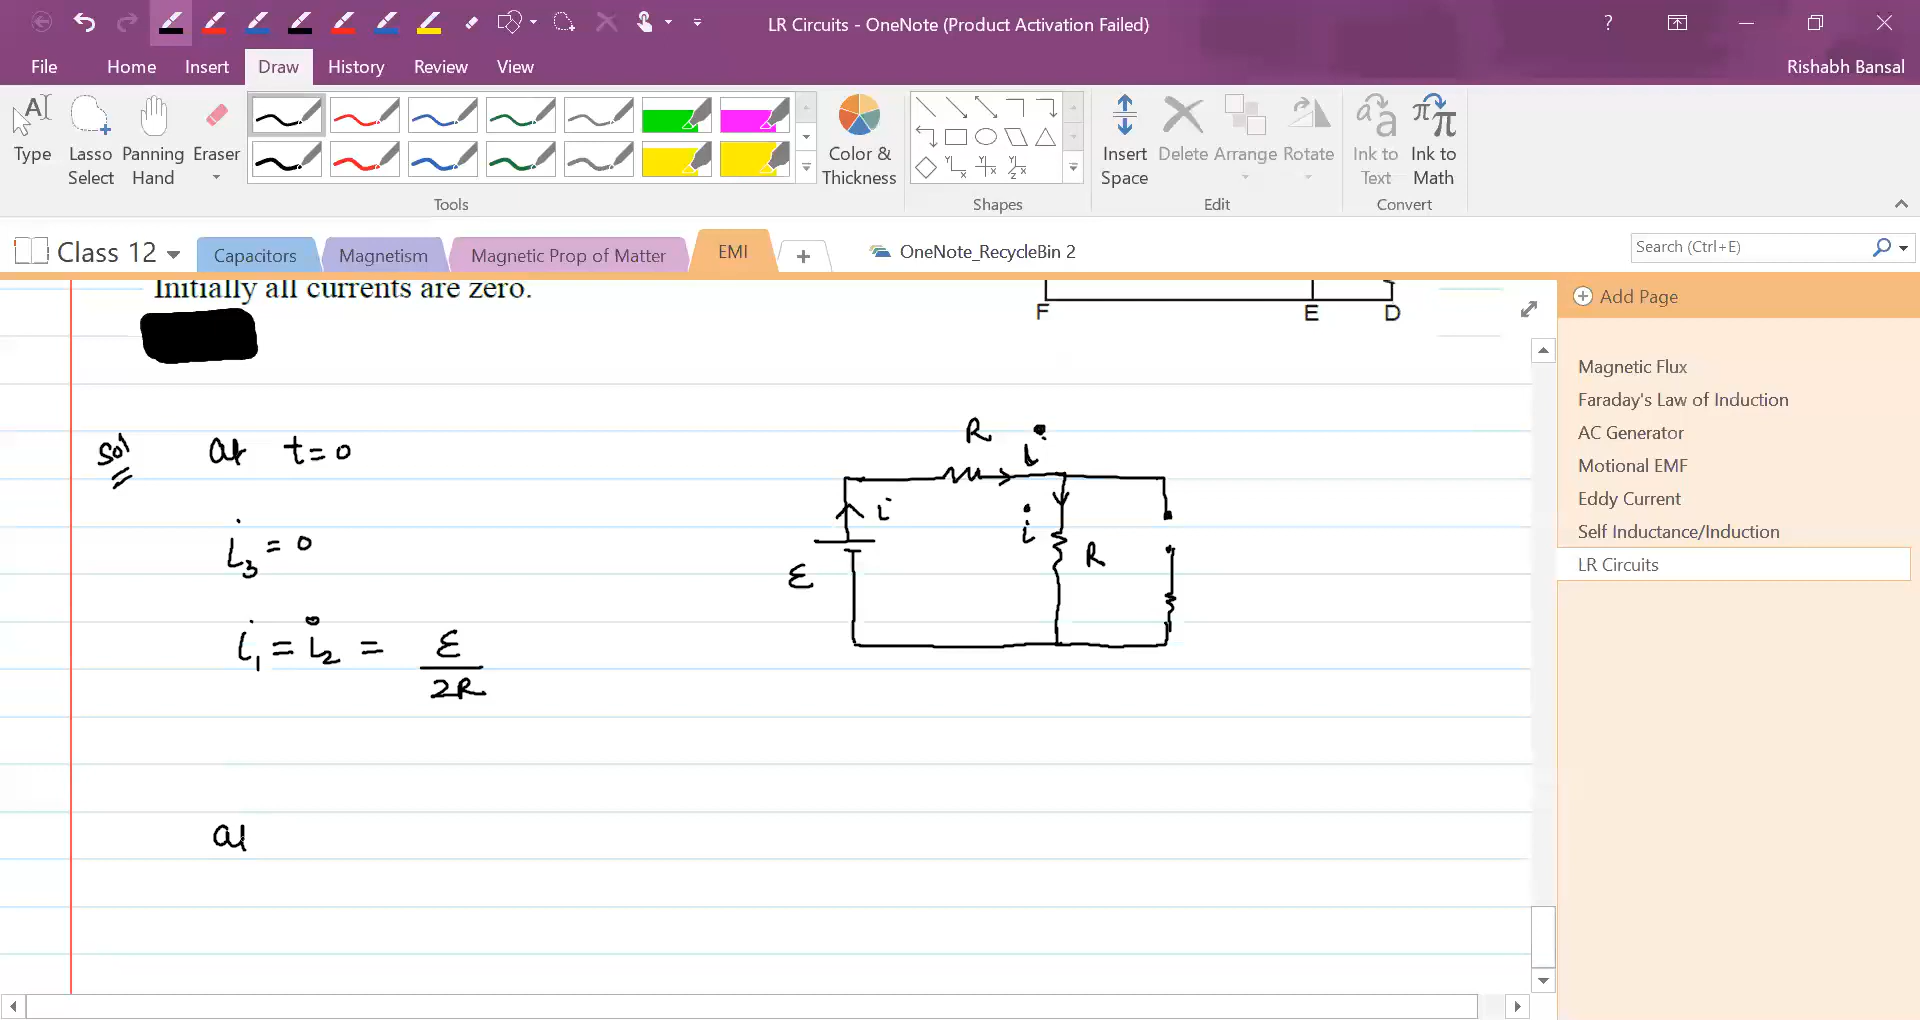 LR Circuits - OneNote (Product Activation Failed)
?
File Home Insert Draw History Review View
Rishabh Bansal
Type
Lasso Select
Panning Hand
Eraser
Color & Thickness
Insert Space
Delete
Arrange
Rotate
Ink to Text
Ink to Math
Tools
Shapes
Edit
Convert
Class 12
Capacitors
Magnetism
Magnetic Prop of Matter
EMI
+
OneNote_RecycleBin 2
Search (Ctrl+E)
Initially all currents are zero.
F E D
Add Page
Magnetic Flux
Faraday's Law of Induction
AC Generator
Motional EMF
Eddy Current
Self Inductance/Induction
LR Circuits
Sol at t=0
i₃ = 0
i₁ = i₂ = ε/2R
at
R i
i
i
R
ε